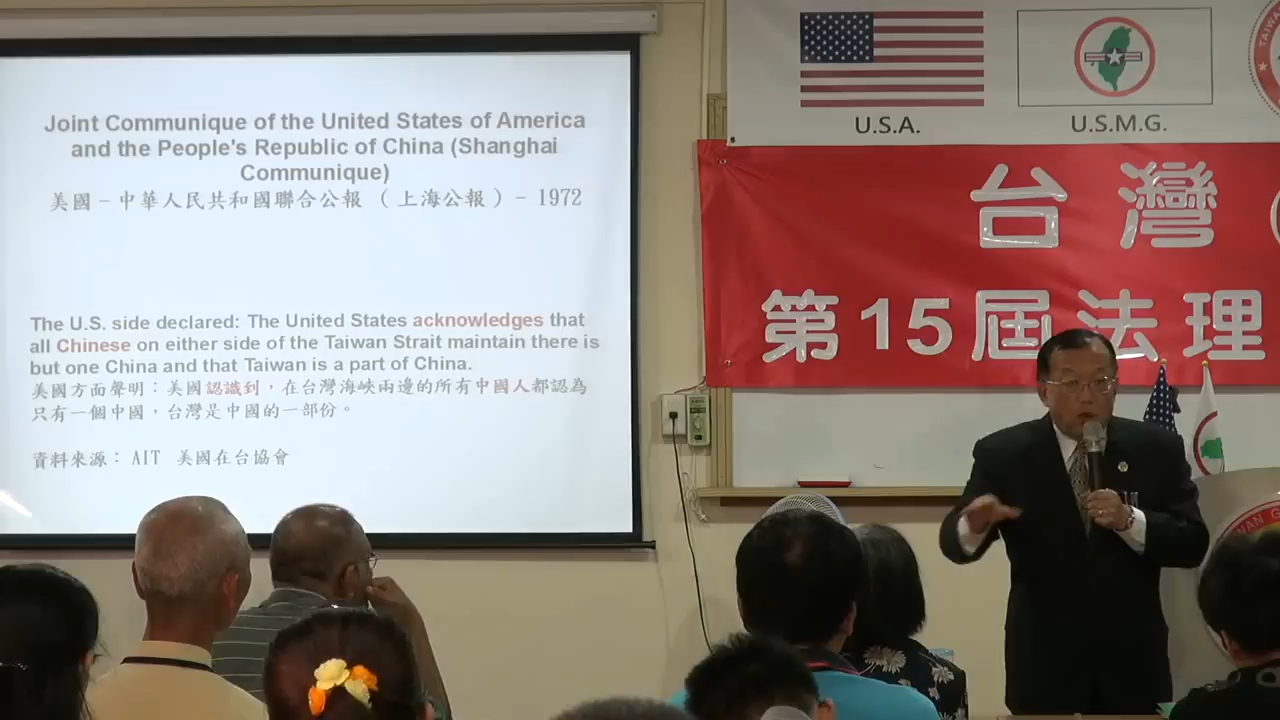 Joint Communique of the United States of America
and the People's Republic of China (Shanghai
Communique)
美國－中華人民共和國聯合公報 （上海公報）－ 1972
The U.S. side declared: The United States acknowledges that
all Chinese on either side of the Taiwan Strait maintain there is
but one China and that Taiwan is a part of China.
美國方面聲明：美國認識到，在台灣海峽兩邊的所有中國人都認為
只有一個中國，台灣是中國的一部份。
資料來源： AIT 美國在台協會
U.S.A.
U.S.M.G.
台灣
第15屆法理